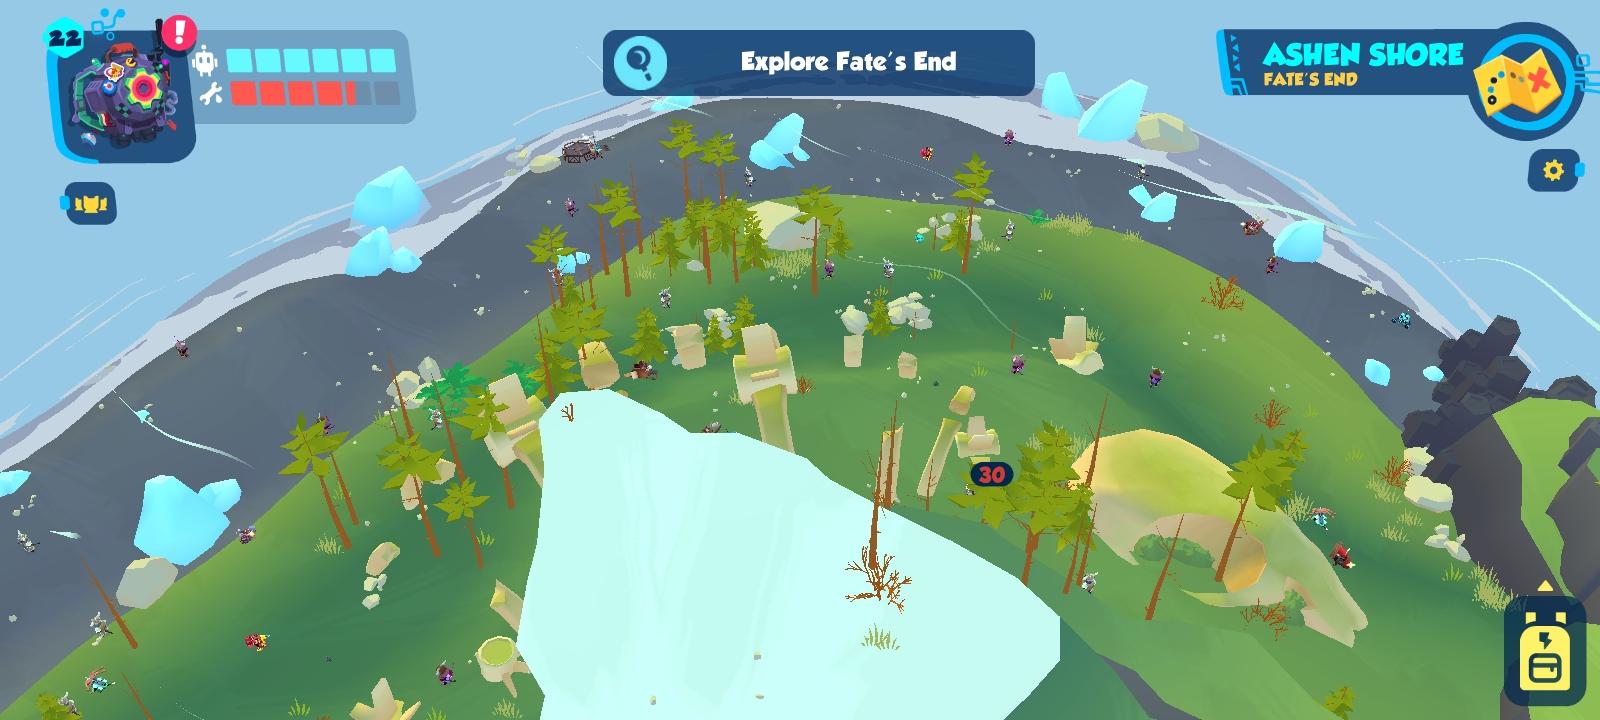 22
!
Explore Fate's End
ASHEN SHORE
FATE'S END
30